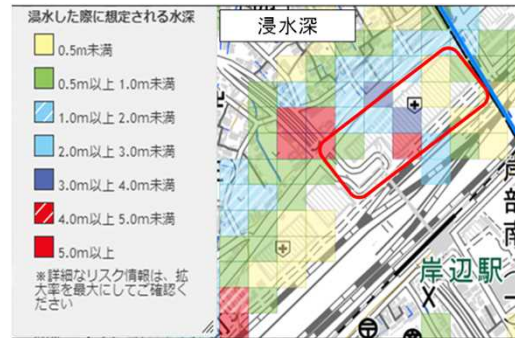 浸水した際に想定される水深
0.5m未満
0.5m以上 1.0m未満
1.0m以上 2.0m未満
2.0m以上 3.0m未満
3.0m以上 4.0m未満
4.0m以上 5.0m未満
5.0m以上
※詳細なリスク情報は、拡
大率を最大にしてご確認く
ださい
浸水深
岸部南
岸辺駅